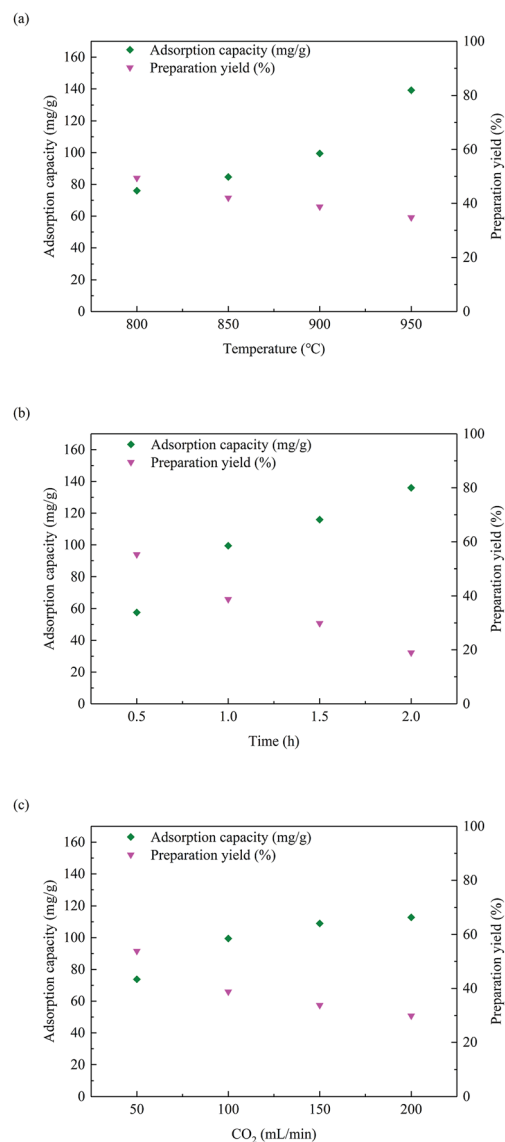 (a)
Adsorption capacity (mg/g)
Preparation yield (%)
160
140
120
100
80
60
40
20
0
100
80
60
40
20
0
Adsorption capacity (mg/g)
Preparation yield (%)
800 850 900 950
Temperature (℃)
(b)
Adsorption capacity (mg/g)
Preparation yield (%)
160
140
120
100
80
60
40
20
0
100
80
60
40
20
0
Adsorption capacity (mg/g)
Preparation yield (%)
0.5 1.0 1.5 2.0
Time (h)
(c)
Adsorption capacity (mg/g)
Preparation yield (%)
160
140
120
100
80
60
40
20
0
100
80
60
40
20
0
Adsorption capacity (mg/g)
Preparation yield (%)
50 100 150 200
CO₂ (mL/min)